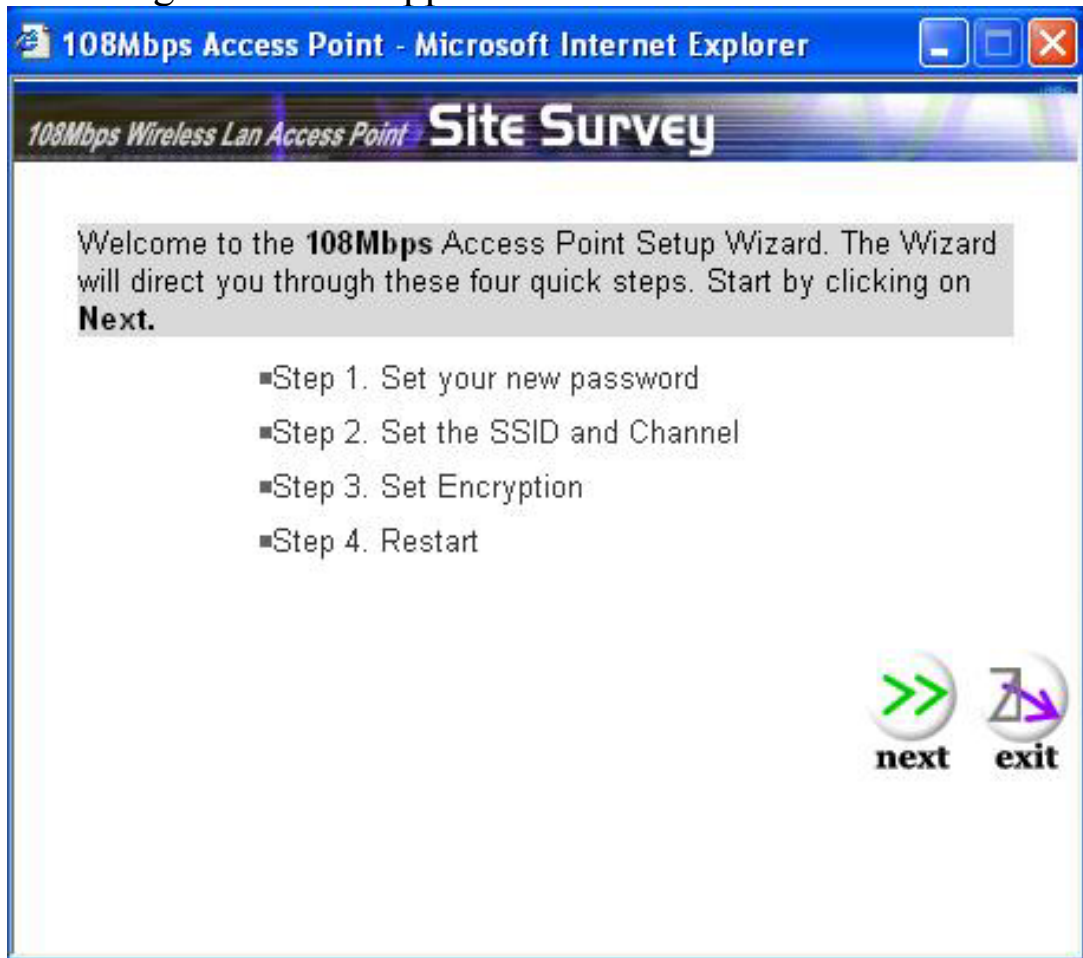 108Mbps Access Point - Microsoft Internet Explorer
108Mbps Wireless Lan Access Point Site Survey
Welcome to the 108Mbps Access Point Setup Wizard. The Wizard
will direct you through these four quick steps. Start by clicking on
Next.
Step 1. Set your new password
Step 2. Set the SSID and Channel
Step 3. Set Encryption
Step 4. Restart
next exit